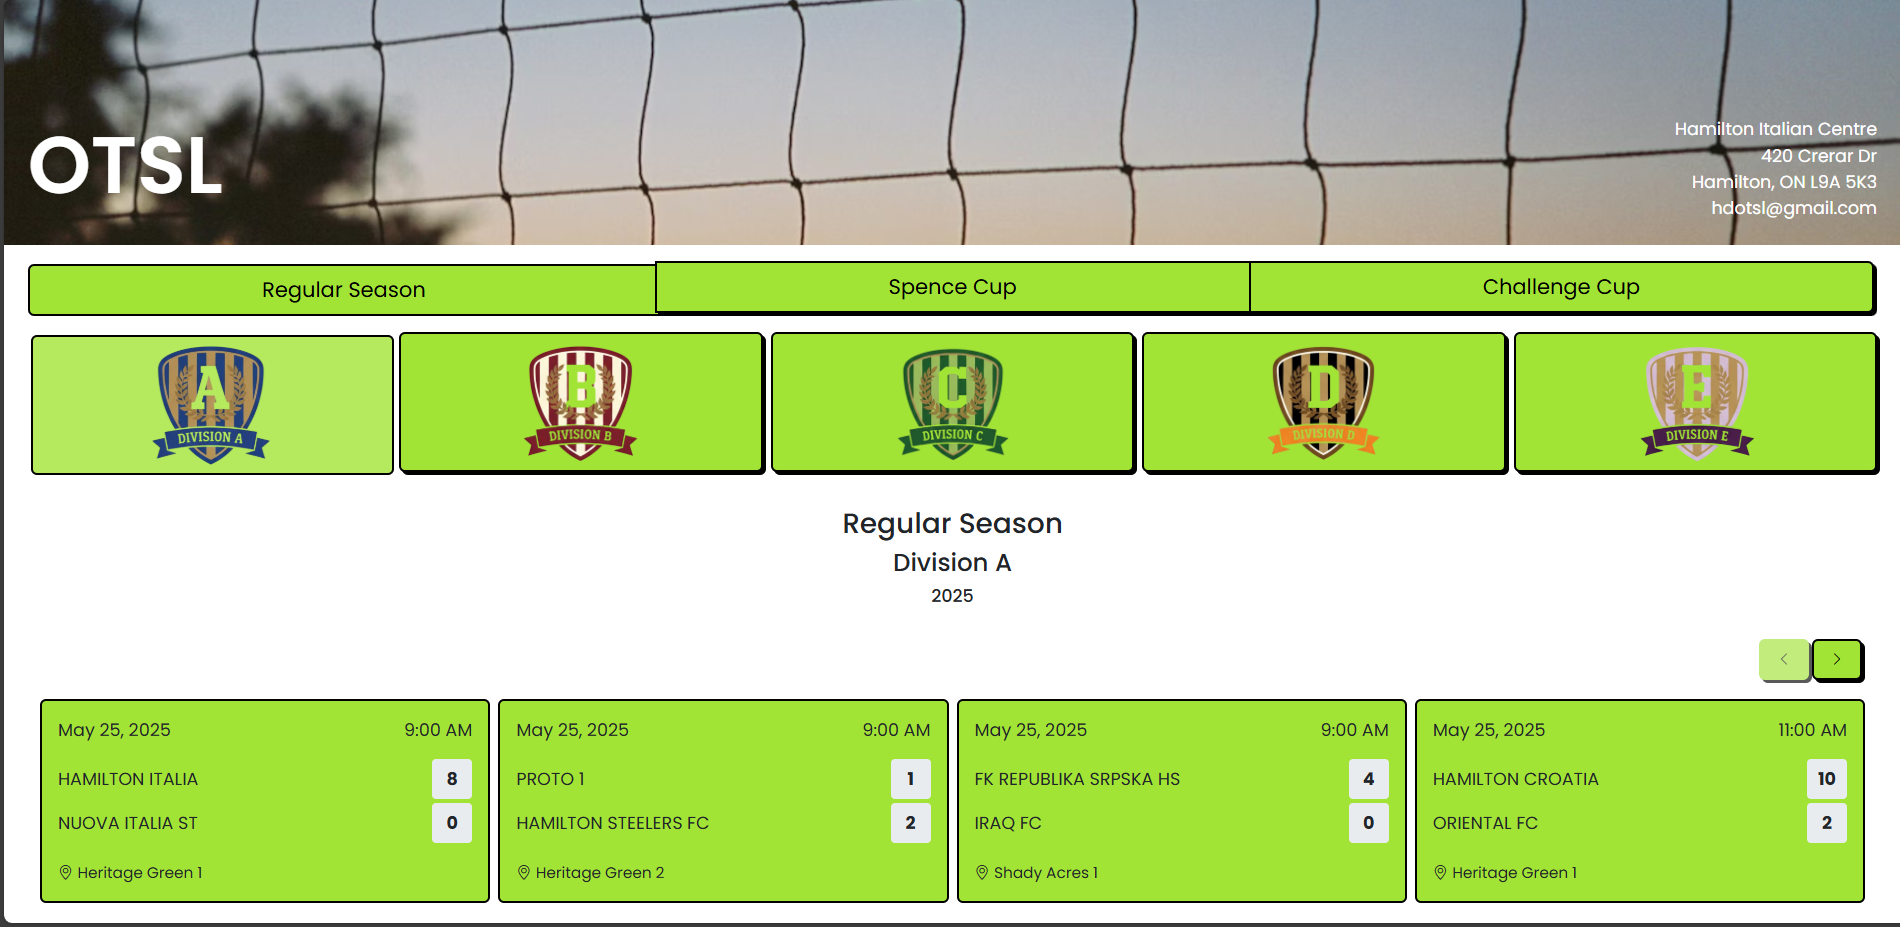 OTSL
Hamilton Italian Centre
420 Crerar Dr
Hamilton, ON L9A 5K3
hdotsl@gmail.com
Regular Season
Spence Cup
Challenge Cup
A
DIVISION A
B
DIVISION B
C
DIVISION C
D
DIVISION D
E
DIVISION E
Regular Season
Division A
2025
May 25, 2025 9:00 AM
HAMILTON ITALIA 8
NUOVA ITALIA ST 0
Heritage Green 1
May 25, 2025 9:00 AM
PROTO 1 1
HAMILTON STEELERS FC 2
Heritage Green 2
May 25, 2025 9:00 AM
FK REPUBLIKA SRPSKA HS 4
IRAQ FC 0
Shady Acres 1
May 25, 2025 11:00 AM
HAMILTON CROATIA 10
ORIENTAL FC 2
Heritage Green 1